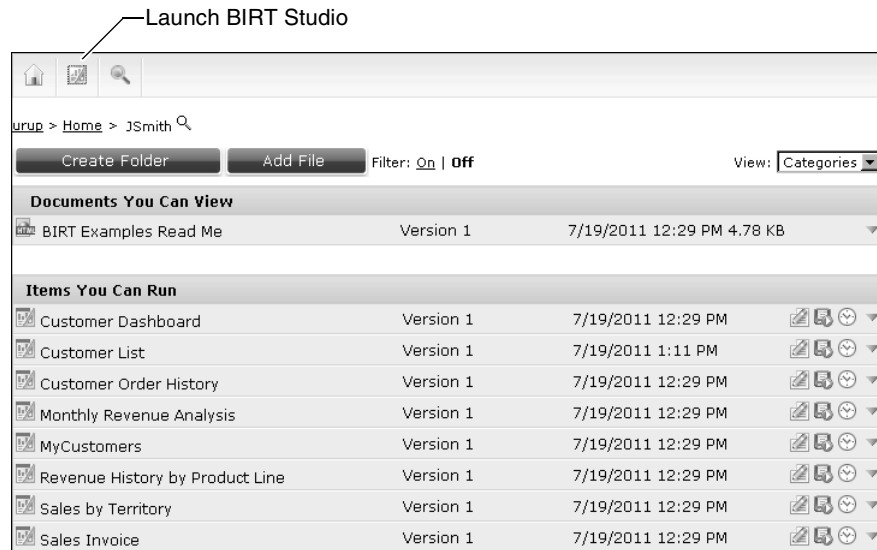 Launch BIRT Studio
urup > Home > JSmith
Create Folder Add File Filter: On | Off View: Categories
Documents You Can View
BIRT Examples Read Me Version 1 7/19/2011 12:29 PM 4.78 KB
Items You Can Run
Customer Dashboard Version 1 7/19/2011 12:29 PM
Customer List Version 1 7/19/2011 1:11 PM
Customer Order History Version 1 7/19/2011 12:29 PM
Monthly Revenue Analysis Version 1 7/19/2011 12:29 PM
MyCustomers Version 1 7/19/2011 12:29 PM
Revenue History by Product Line Version 1 7/19/2011 12:29 PM
Sales by Territory Version 1 7/19/2011 12:29 PM
Sales Invoice Version 1 7/19/2011 12:29 PM